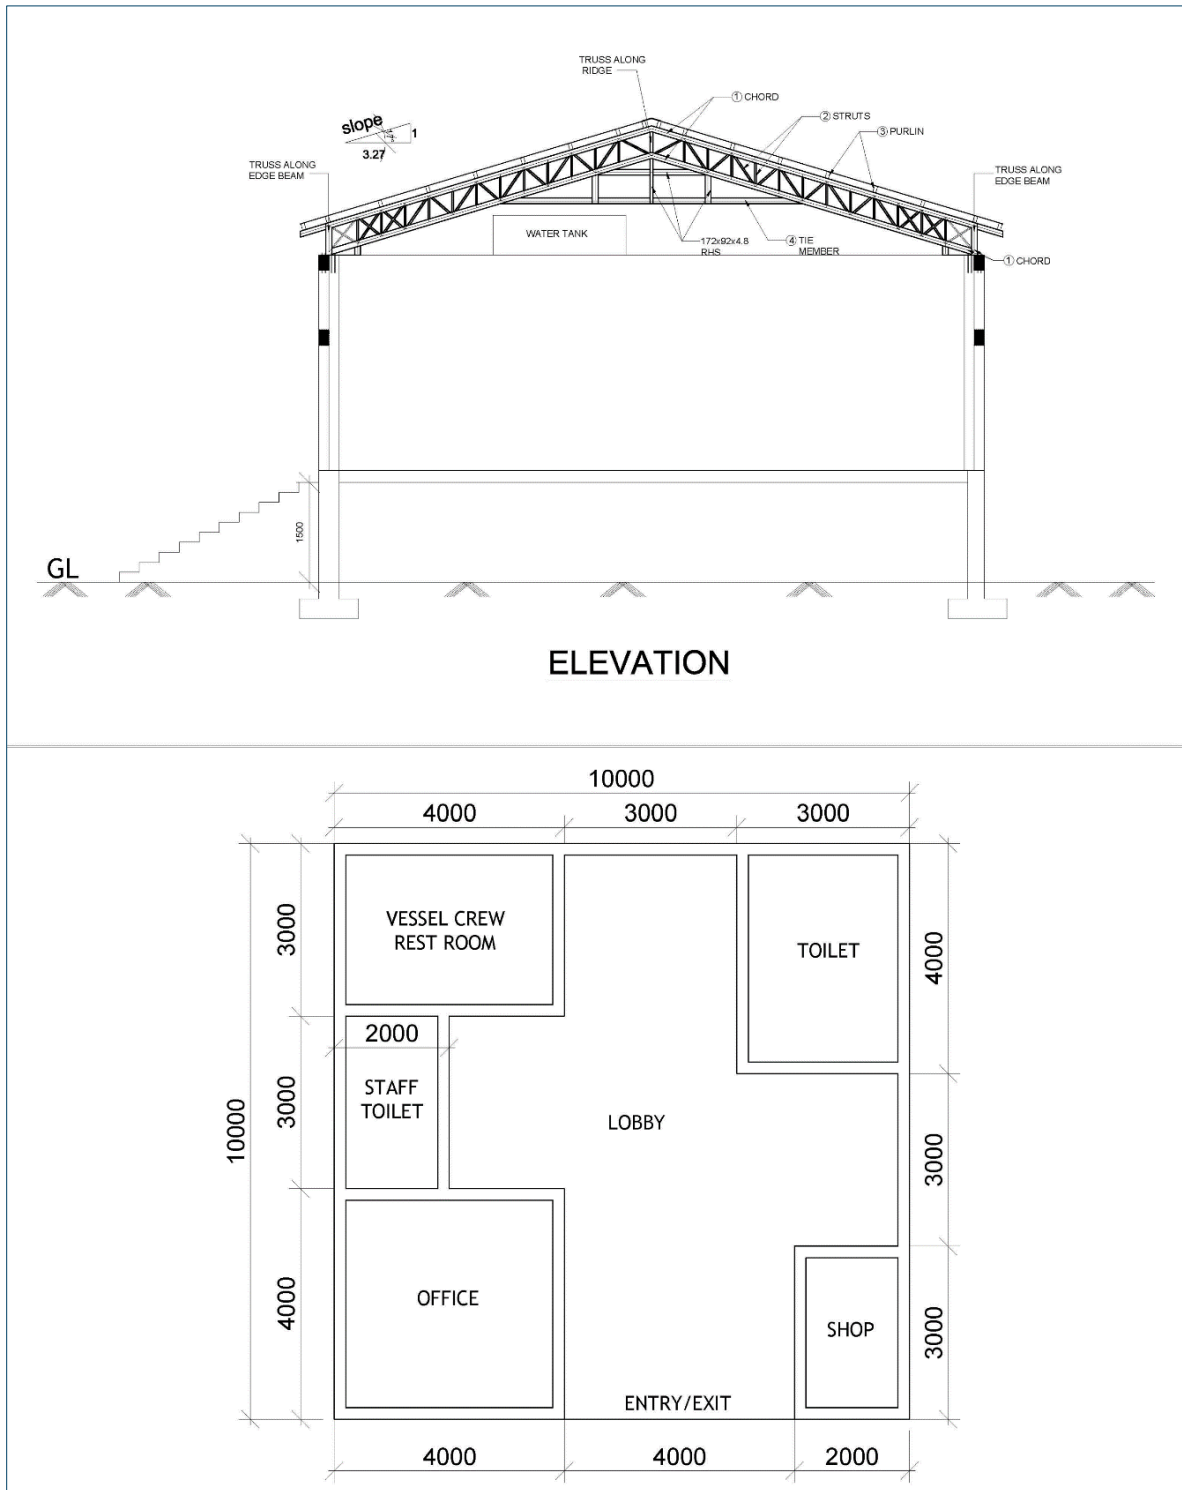 TRUSS ALONG
RIDGE
① CHORD
② STRUTS
③ PURLIN
slope
1
3.27
TRUSS ALONG
EDGE BEAM
TRUSS ALONG
EDGE BEAM
WATER TANK
172x92x4.8
RHS
④ TIE
MEMBER
① CHORD
1500
GL
ELEVATION
10000
4000 3000 3000
VESSEL CREW
REST ROOM
TOILET
3000
4000
2000
STAFF
TOILET
LOBBY
10000
3000
3000
OFFICE
SHOP
4000
3000
ENTRY/EXIT
4000 4000 2000